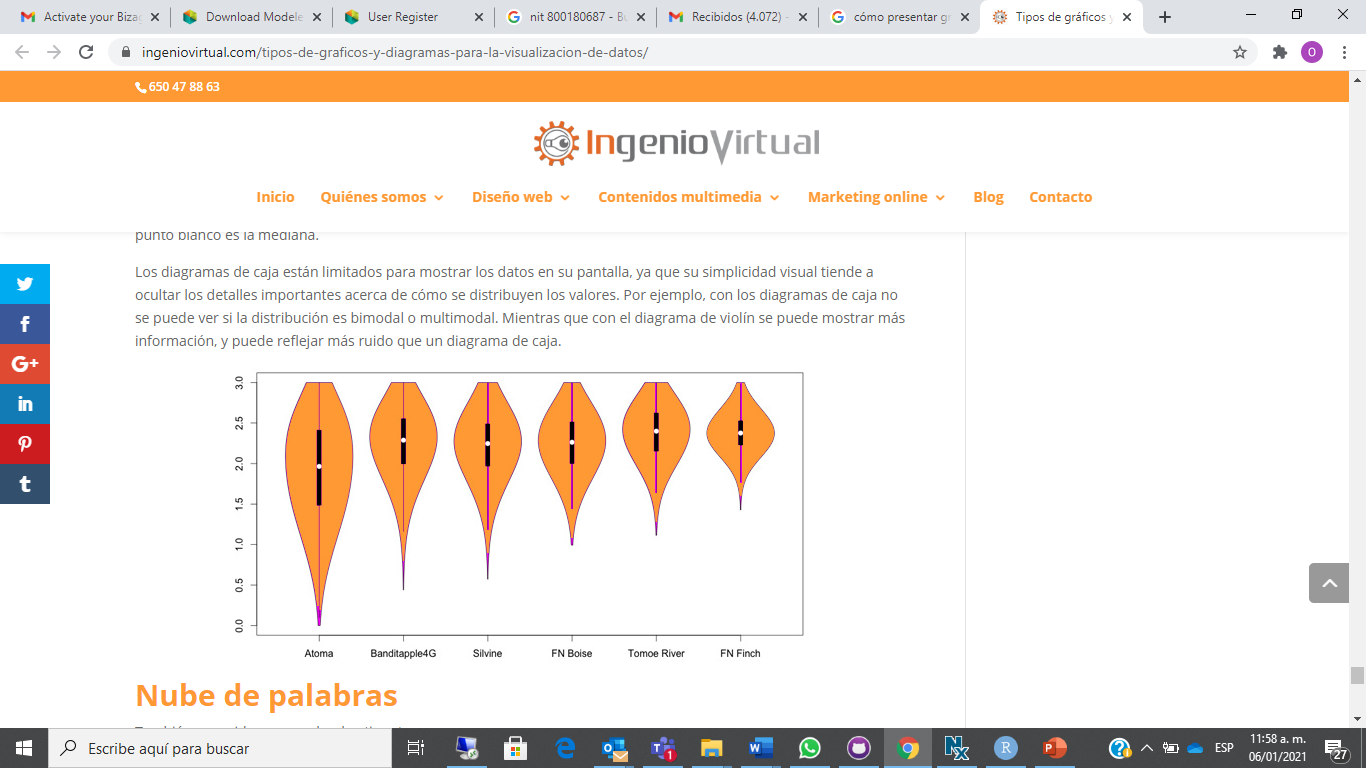 Activate your Biza
Download Modele
User Register
nit 800180687 - Bu
Recibidos (4.072) -
cómo presentar gr
Tipos de gráficos y
ingeniovirtual.com/tipos-de-graficos-y-diagramas-para-la-visualizacion-de-datos/
O
650 47 88 63
IngenioVirtual
Inicio
Quiénes somos
Diseño web
Contenidos multimedia
Marketing online
Blog
Contacto
punto blanco es la mediana.
Los diagramas de caja están limitados para mostrar los datos en su pantalla, ya que su simplicidad visual tiende a
ocultar los detalles importantes acerca de cómo se distribuyen los valores. Por ejemplo, con los diagramas de caja no
se puede ver si la distribución es bimodal o multimodal. Mientras que con el diagrama de violín se puede mostrar más
información, y puede reflejar más ruido que un diagrama de caja.
3.0
2.5
2.0
1.5
1.0
0.5
0.0
Atoma
Banditapple4G
Silvine
FN Boise
Tomoe River
FN Finch
Nube de palabras
Escribe aquí para buscar
ESP
11:58 a. m.
06/01/2021
27